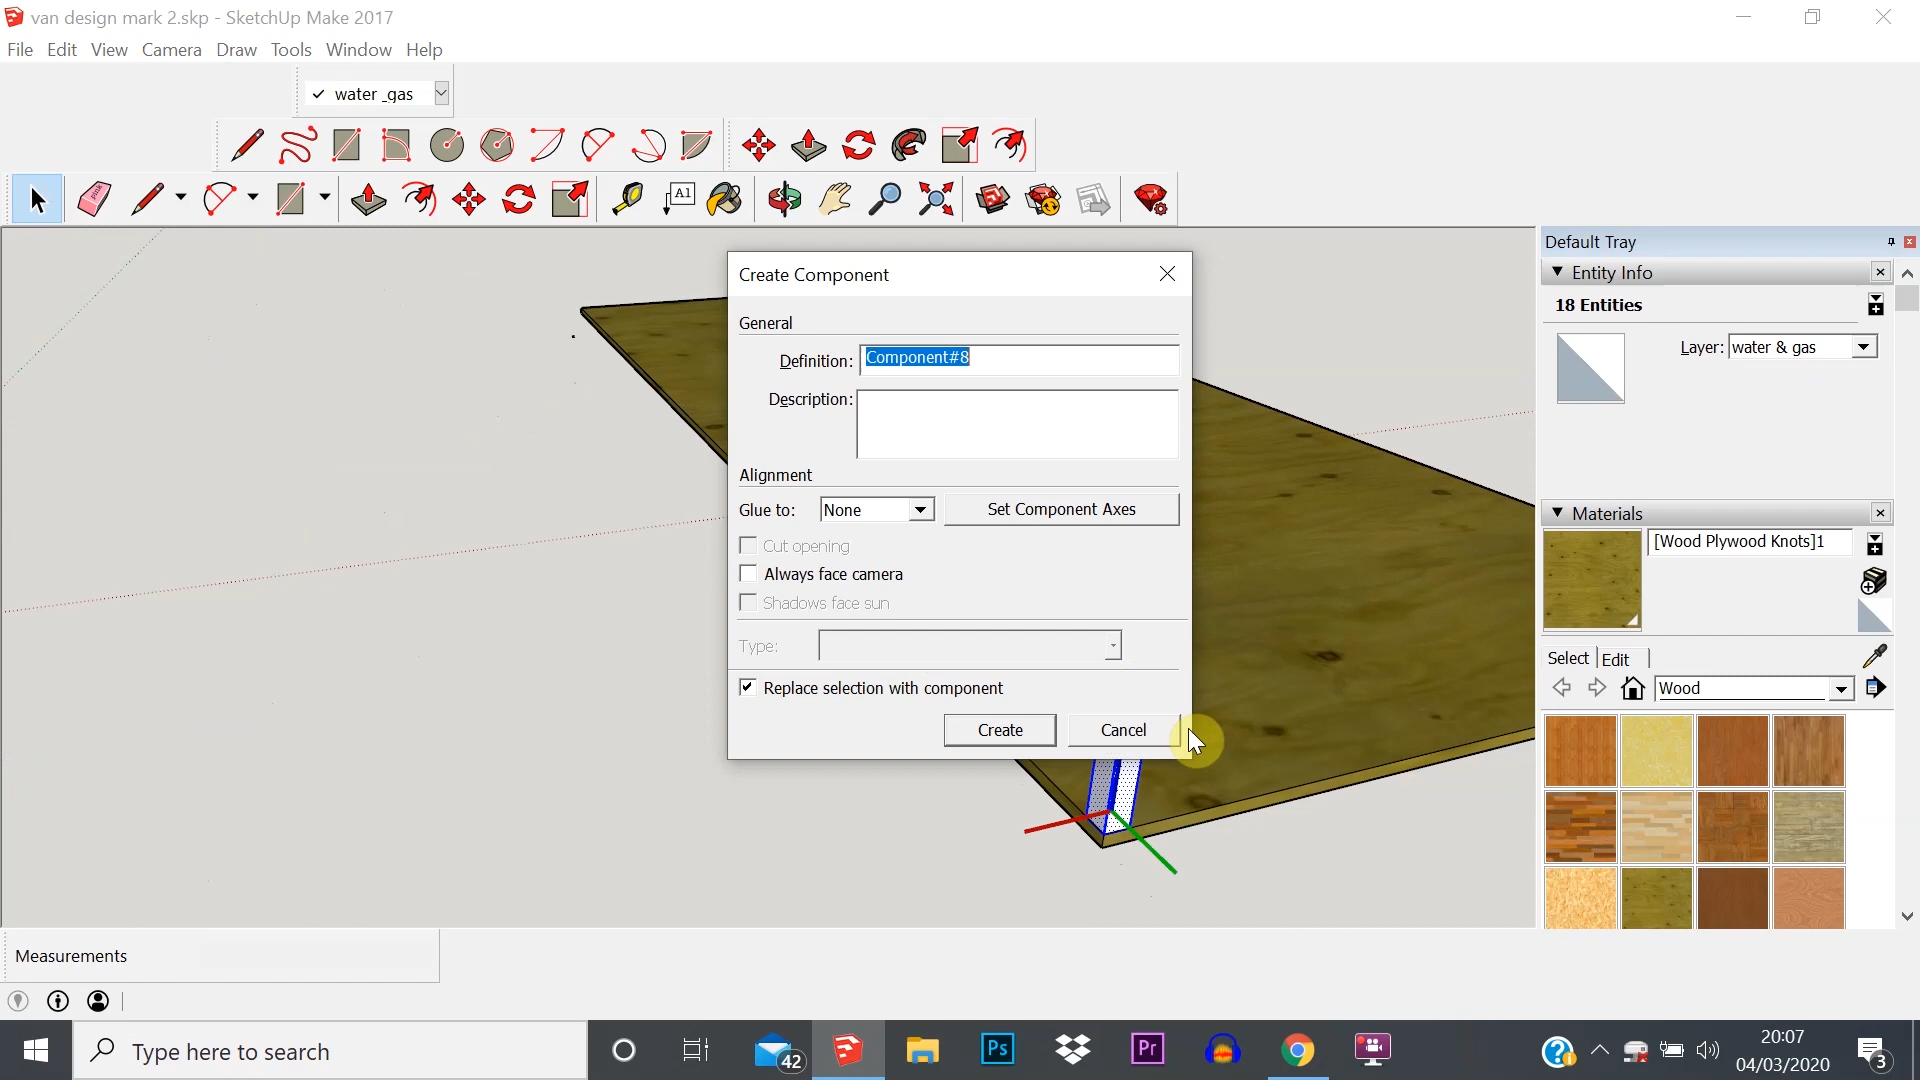 van design mark 2.skp - SketchUp Make 2017
File Edit View Camera Draw Tools Window Help
water _gas
A1
Default Tray
Entity Info
18 Entities
Layer: water & gas
Create Component
General
Definition: Component#8
Description:
Alignment
Glue to: None Set Component Axes
Cut opening
Always face camera
Shadows face sun
Type:
Replace selection with component
Create Cancel
Materials
[Wood Plywood Knots]1
Select Edit
Wood
Measurements
Type here to search
42
Ps
Pr
20:07
04/03/2020
3